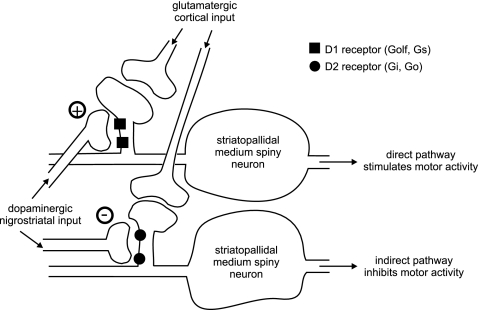 glutamatergic
cortical input
D1 receptor (Golf, Gs)
D2 receptor (Gi, Go)
+
striatopallidal
medium spiny
neuron
direct pathway
stimulates motor activity
dopaminergic
nigrostriatal input
-
striatopallidal
medium spiny
neuron
indirect pathway
inhibits motor activity